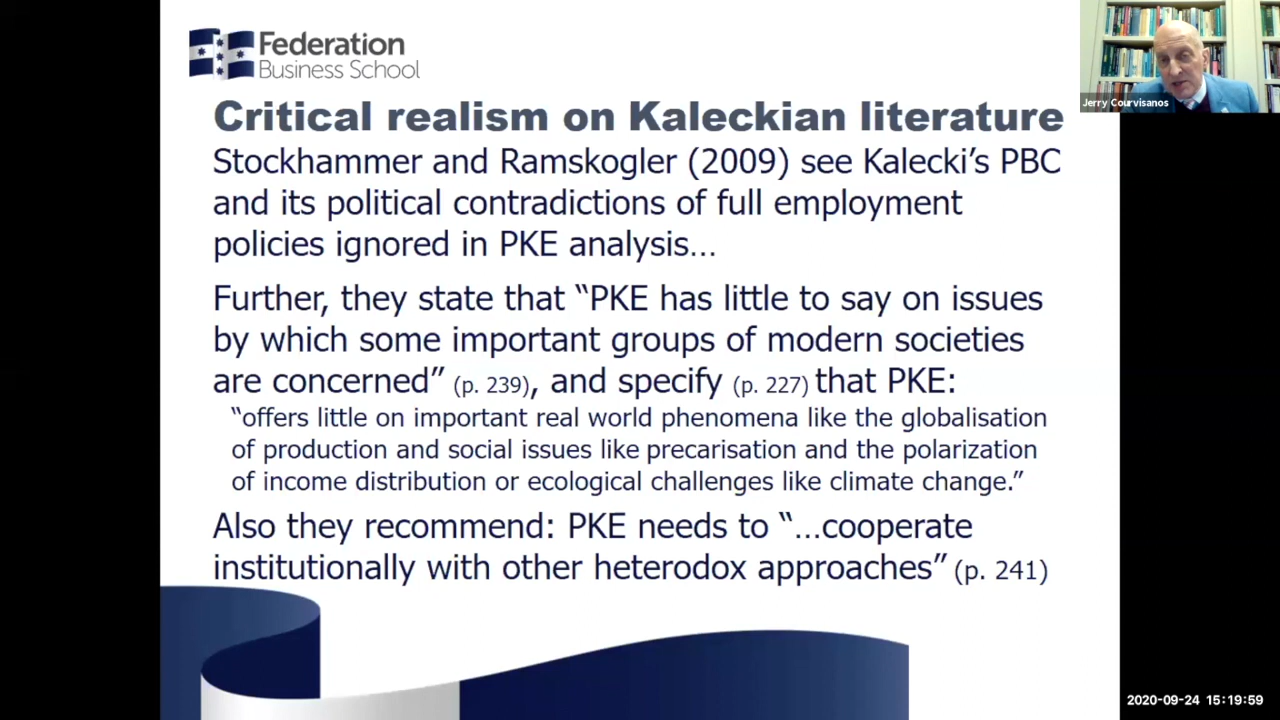 Federation
Business School
Jerry Courvisanos
Critical realism on Kaleckian literature
Stockhammer and Ramskogler (2009) see Kalecki’s PBC
and its political contradictions of full employment
policies ignored in PKE analysis…
Further, they state that “PKE has little to say on issues
by which some important groups of modern societies
are concerned” (p. 239), and specify (p. 227) that PKE:
“offers little on important real world phenomena like the globalisation
of production and social issues like precarisation and the polarization
of income distribution or ecological challenges like climate change.”
Also they recommend: PKE needs to “…cooperate
institutionally with other heterodox approaches” (p. 241)
2020-09-24 15:19:59